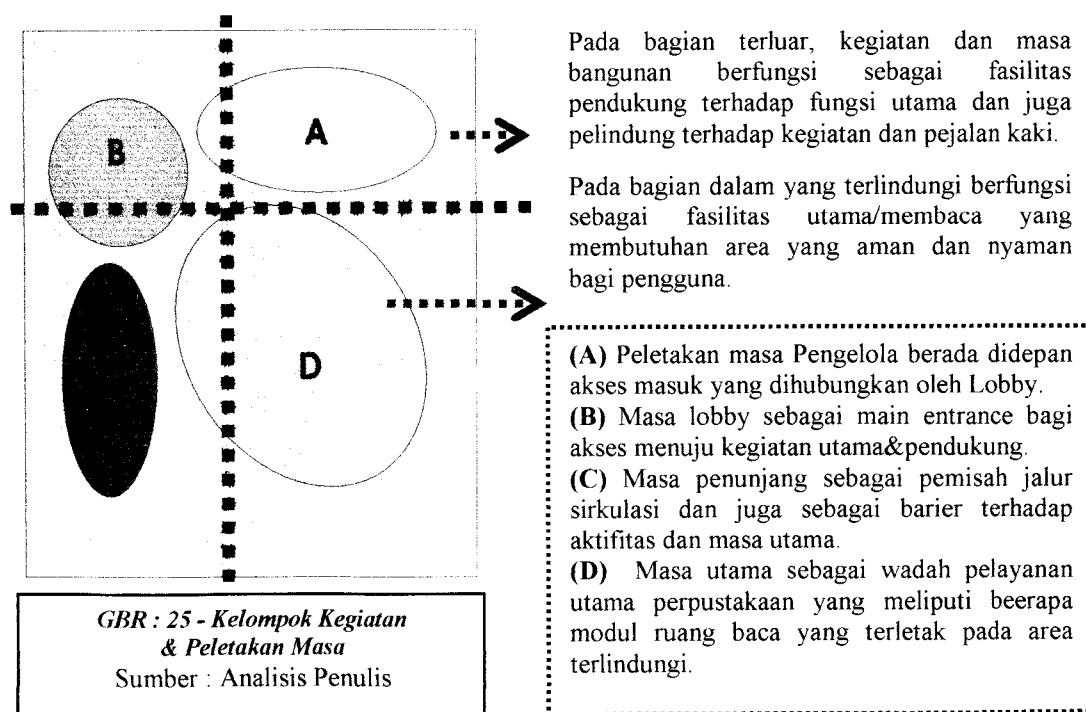 A
B
D
GBR : 25 - Kelompok Kegiatan
& Peletakan Masa
Sumber : Analisis Penulis
Pada bagian terluar, kegiatan dan masa
bangunan berfungsi sebagai fasilitas
pendukung terhadap fungsi utama dan juga
pelindung terhadap kegiatan dan pejalan kaki.
Pada bagian dalam yang terlindungi berfungsi
sebagai fasilitas utama/membaca yang
membutuhan area yang aman dan nyaman
bagi pengguna.
(A) Peletakan masa Pengelola berada didepan
akses masuk yang dihubungkan oleh Lobby.
(B) Masa lobby sebagai main entrance bagi
akses menuju kegiatan utama&pendukung.
(C) Masa penunjang sebagai pemisah jalur
sirkulasi dan juga sebagai barier terhadap
aktifitas dan masa utama.
(D) Masa utama sebagai wadah pelayanan
utama perpustakaan yang meliputi beerapa
modul ruang baca yang terletak pada area
terlindungi.